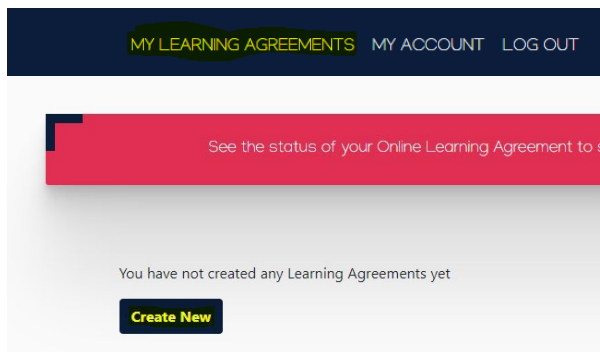 MY LEARNING AGREEMENTS MY ACCOUNT LOG OUT
See the status of your Online Learning Agreement to
You have not created any Learning Agreements yet
Create New